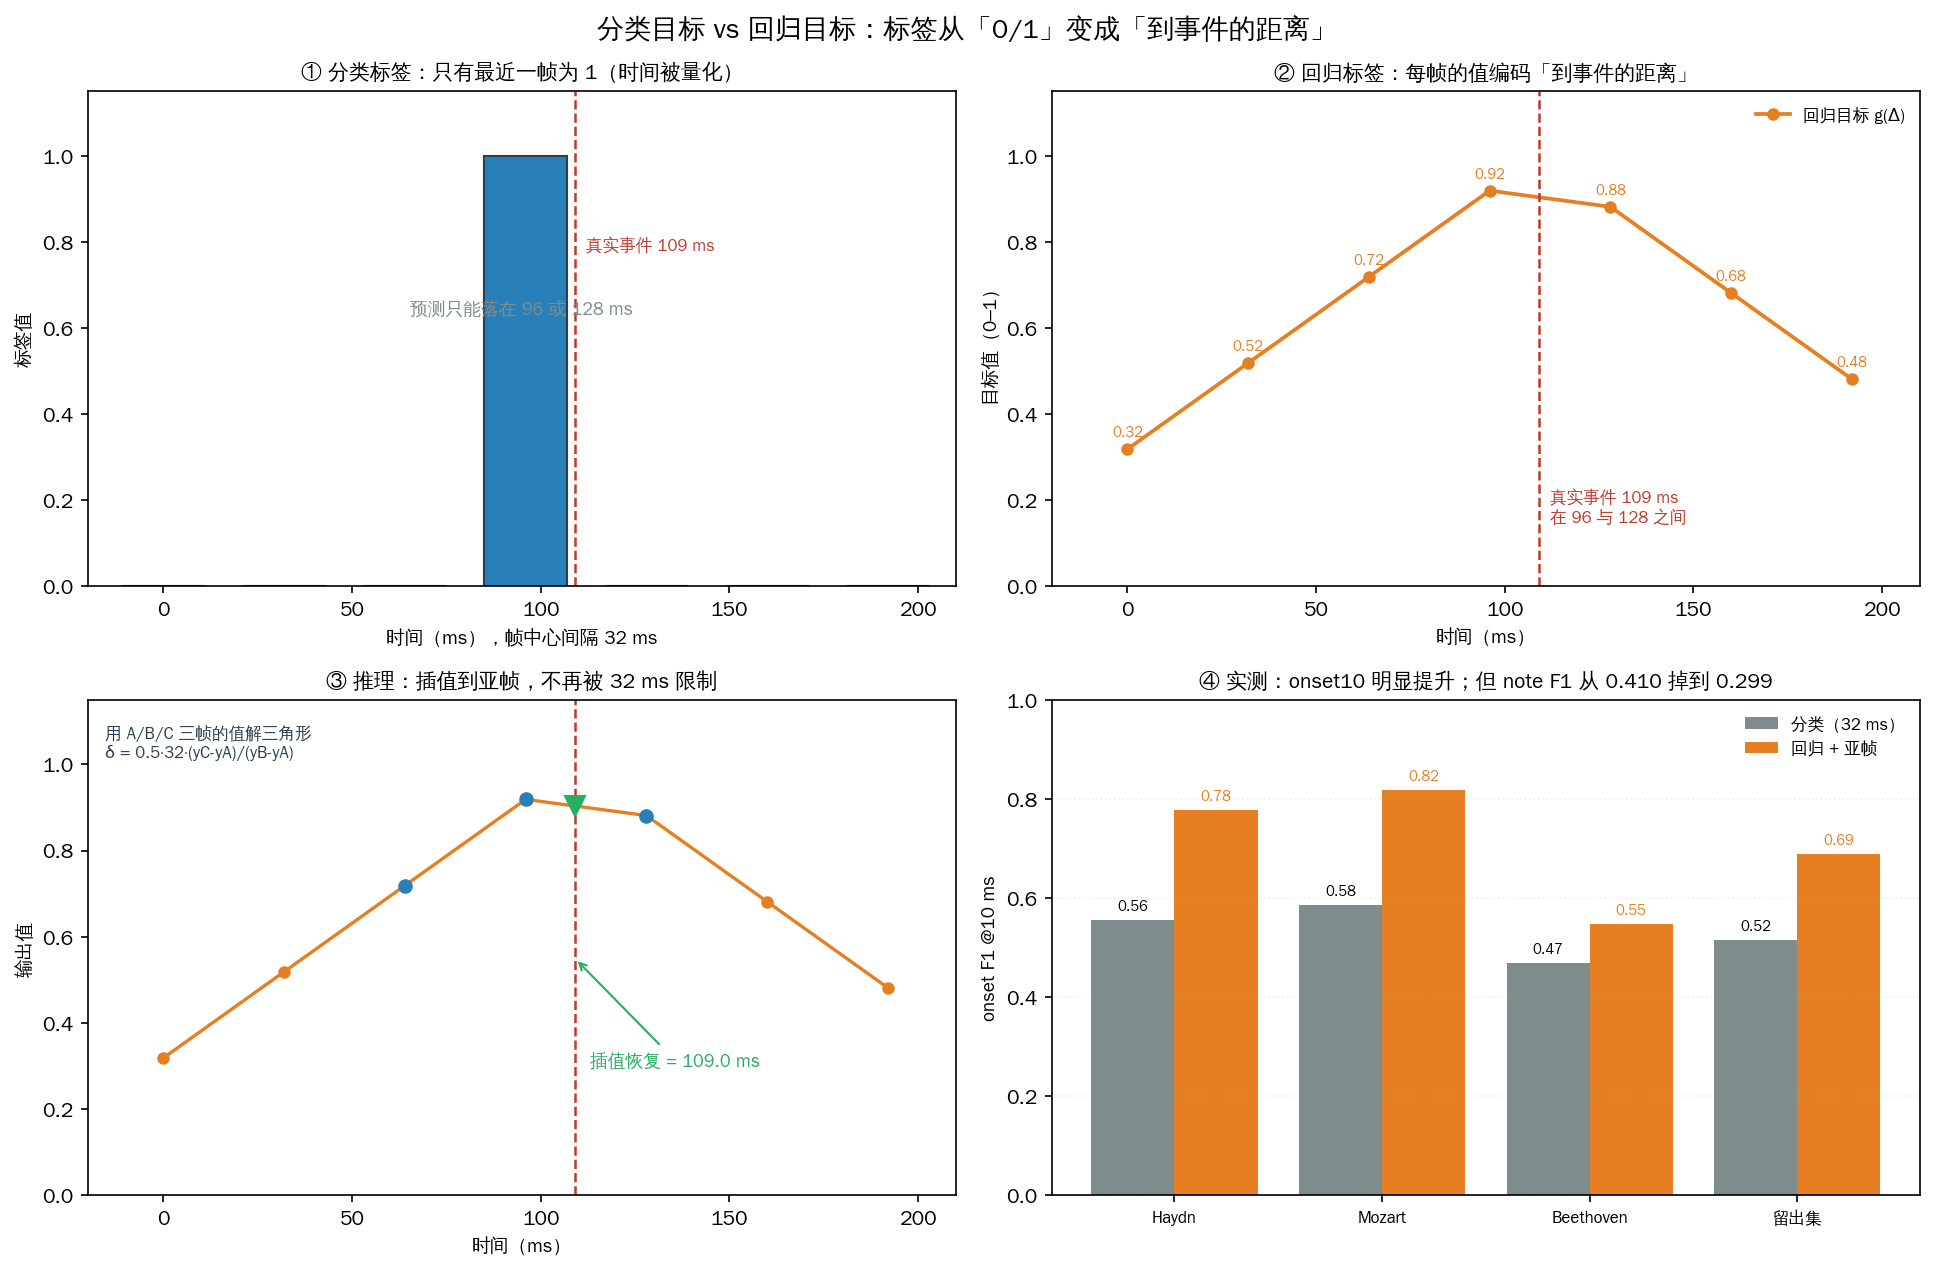 分类目标 vs 回归目标：标签从「0/1」变成「到事件的距离」
① 分类标签：只有最近一帧为 1（时间被量化）
标签值
1.0
0.8
0.6
0.4
0.2
0.0
真实事件 109 ms
预测只能落在 96 或 128 ms
0
50
100
150
200
时间（ms），帧中心间隔 32 ms
② 回归标签：每帧的值编码「到事件的距离」
目标值（0—1）
1.0
0.8
0.6
0.4
0.2
0.0
回归目标 g(Δ)
0.32
0.52
0.72
0.92
0.88
0.68
0.48
真实事件 109 ms
在 96 与 128 之间
0
50
100
150
200
时间（ms）
③ 推理：插值到亚帧，不再被 32 ms 限制
输出值
1.0
0.8
0.6
0.4
0.2
0.0
用 A/B/C 三帧的值解三角形
δ = 0.5·32·(yC-yA)/(yB-yA)
插值恢复 = 109.0 ms
0
50
100
150
200
时间（ms）
④ 实测：onset10 明显提升；但 note F1 从 0.410 掉到 0.299
onset F1 @10 ms
1.0
0.8
0.6
0.4
0.2
0.0
分类（32 ms）
回归 + 亚帧
0.56
0.78
0.58
0.82
0.47
0.55
0.52
0.69
Haydn
Mozart
Beethoven
留出集